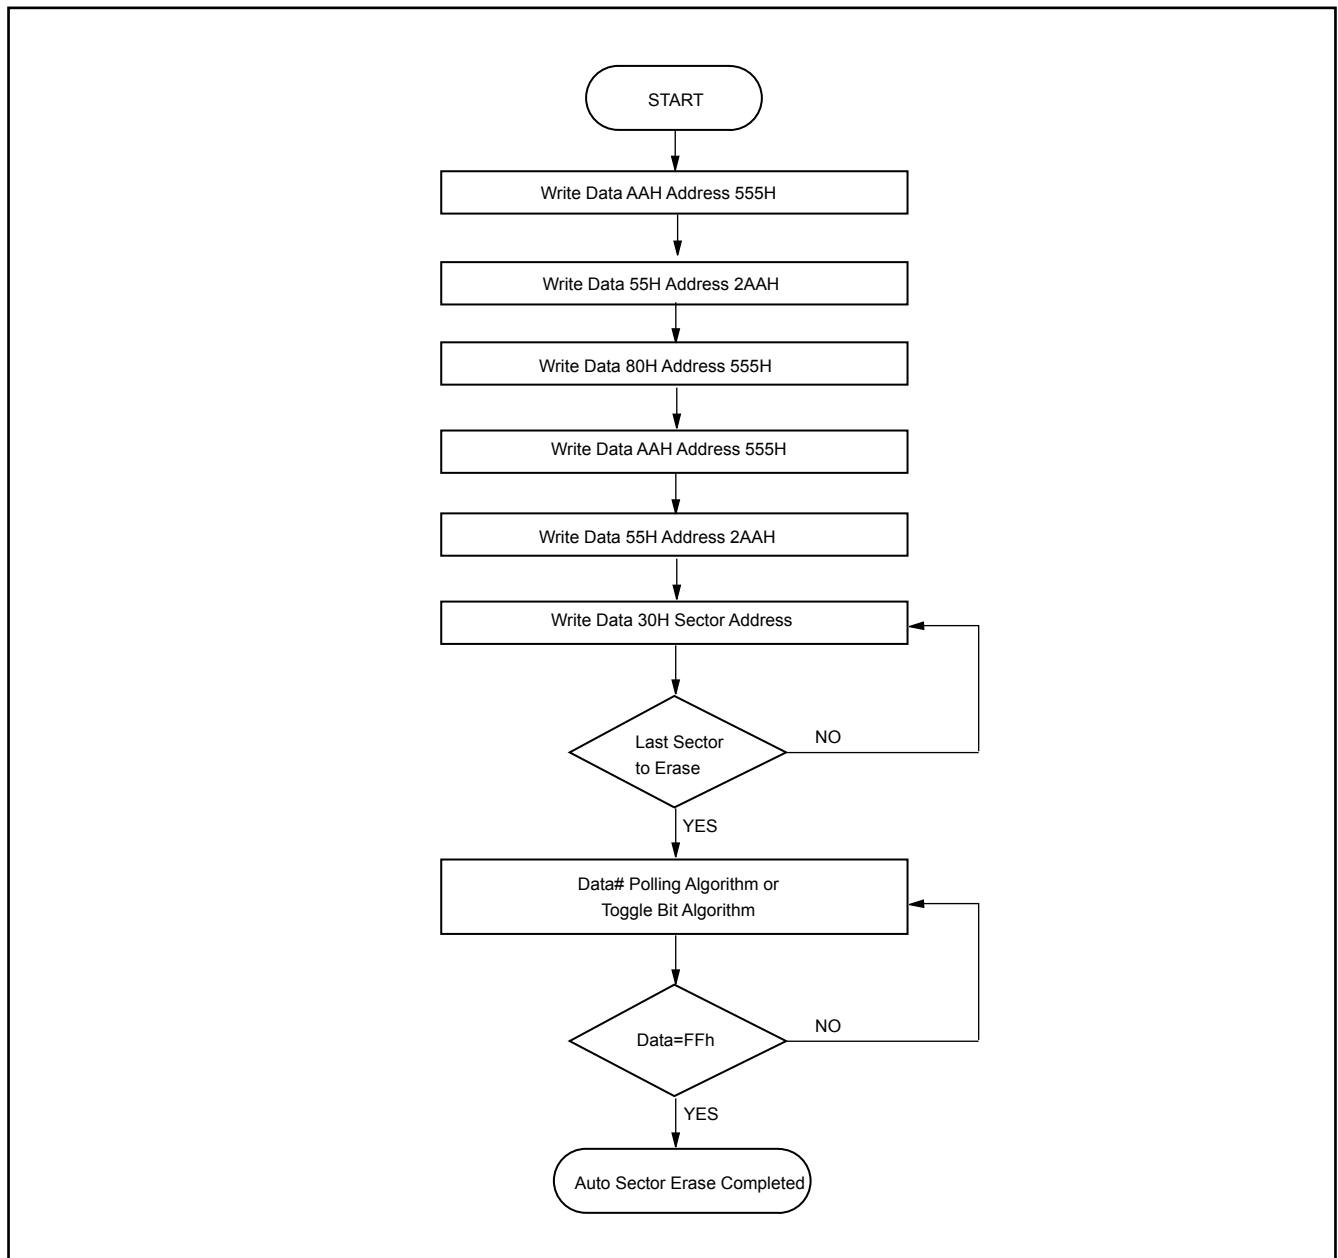 START
Write Data AAH Address 555H
Write Data 55H Address 2AAH
Write Data 80H Address 555H
Write Data AAH Address 555H
Write Data 55H Address 2AAH
Write Data 30H Sector Address
Last Sector
to Erase
NO
YES
Data# Polling Algorithm or
Toggle Bit Algorithm
Data=FFh
NO
YES
Auto Sector Erase Completed